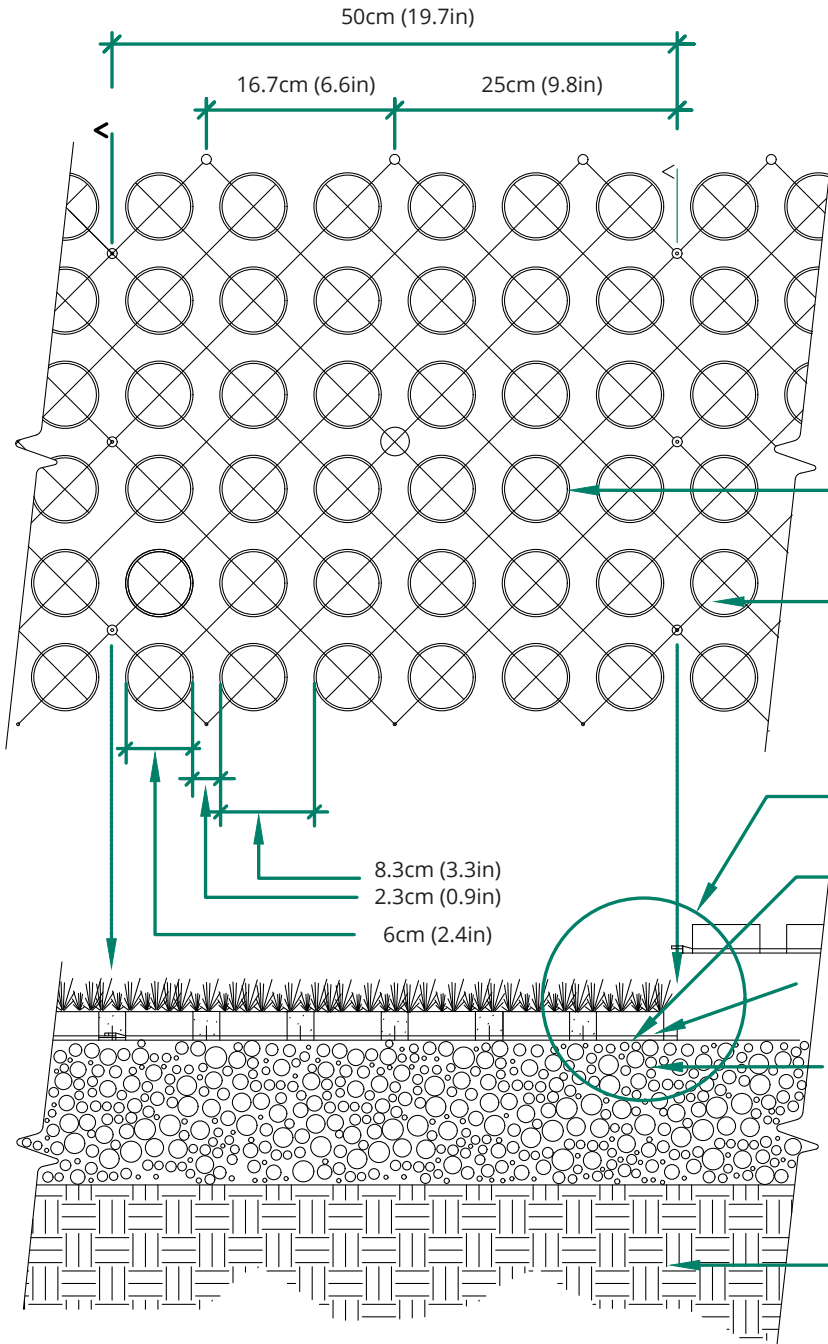 50cm (19.7in)
16.7cm (6.6in)
25cm (9.8in)
8.3cm (3.3in)
2.3cm (0.9in)
6cm (2.4in)